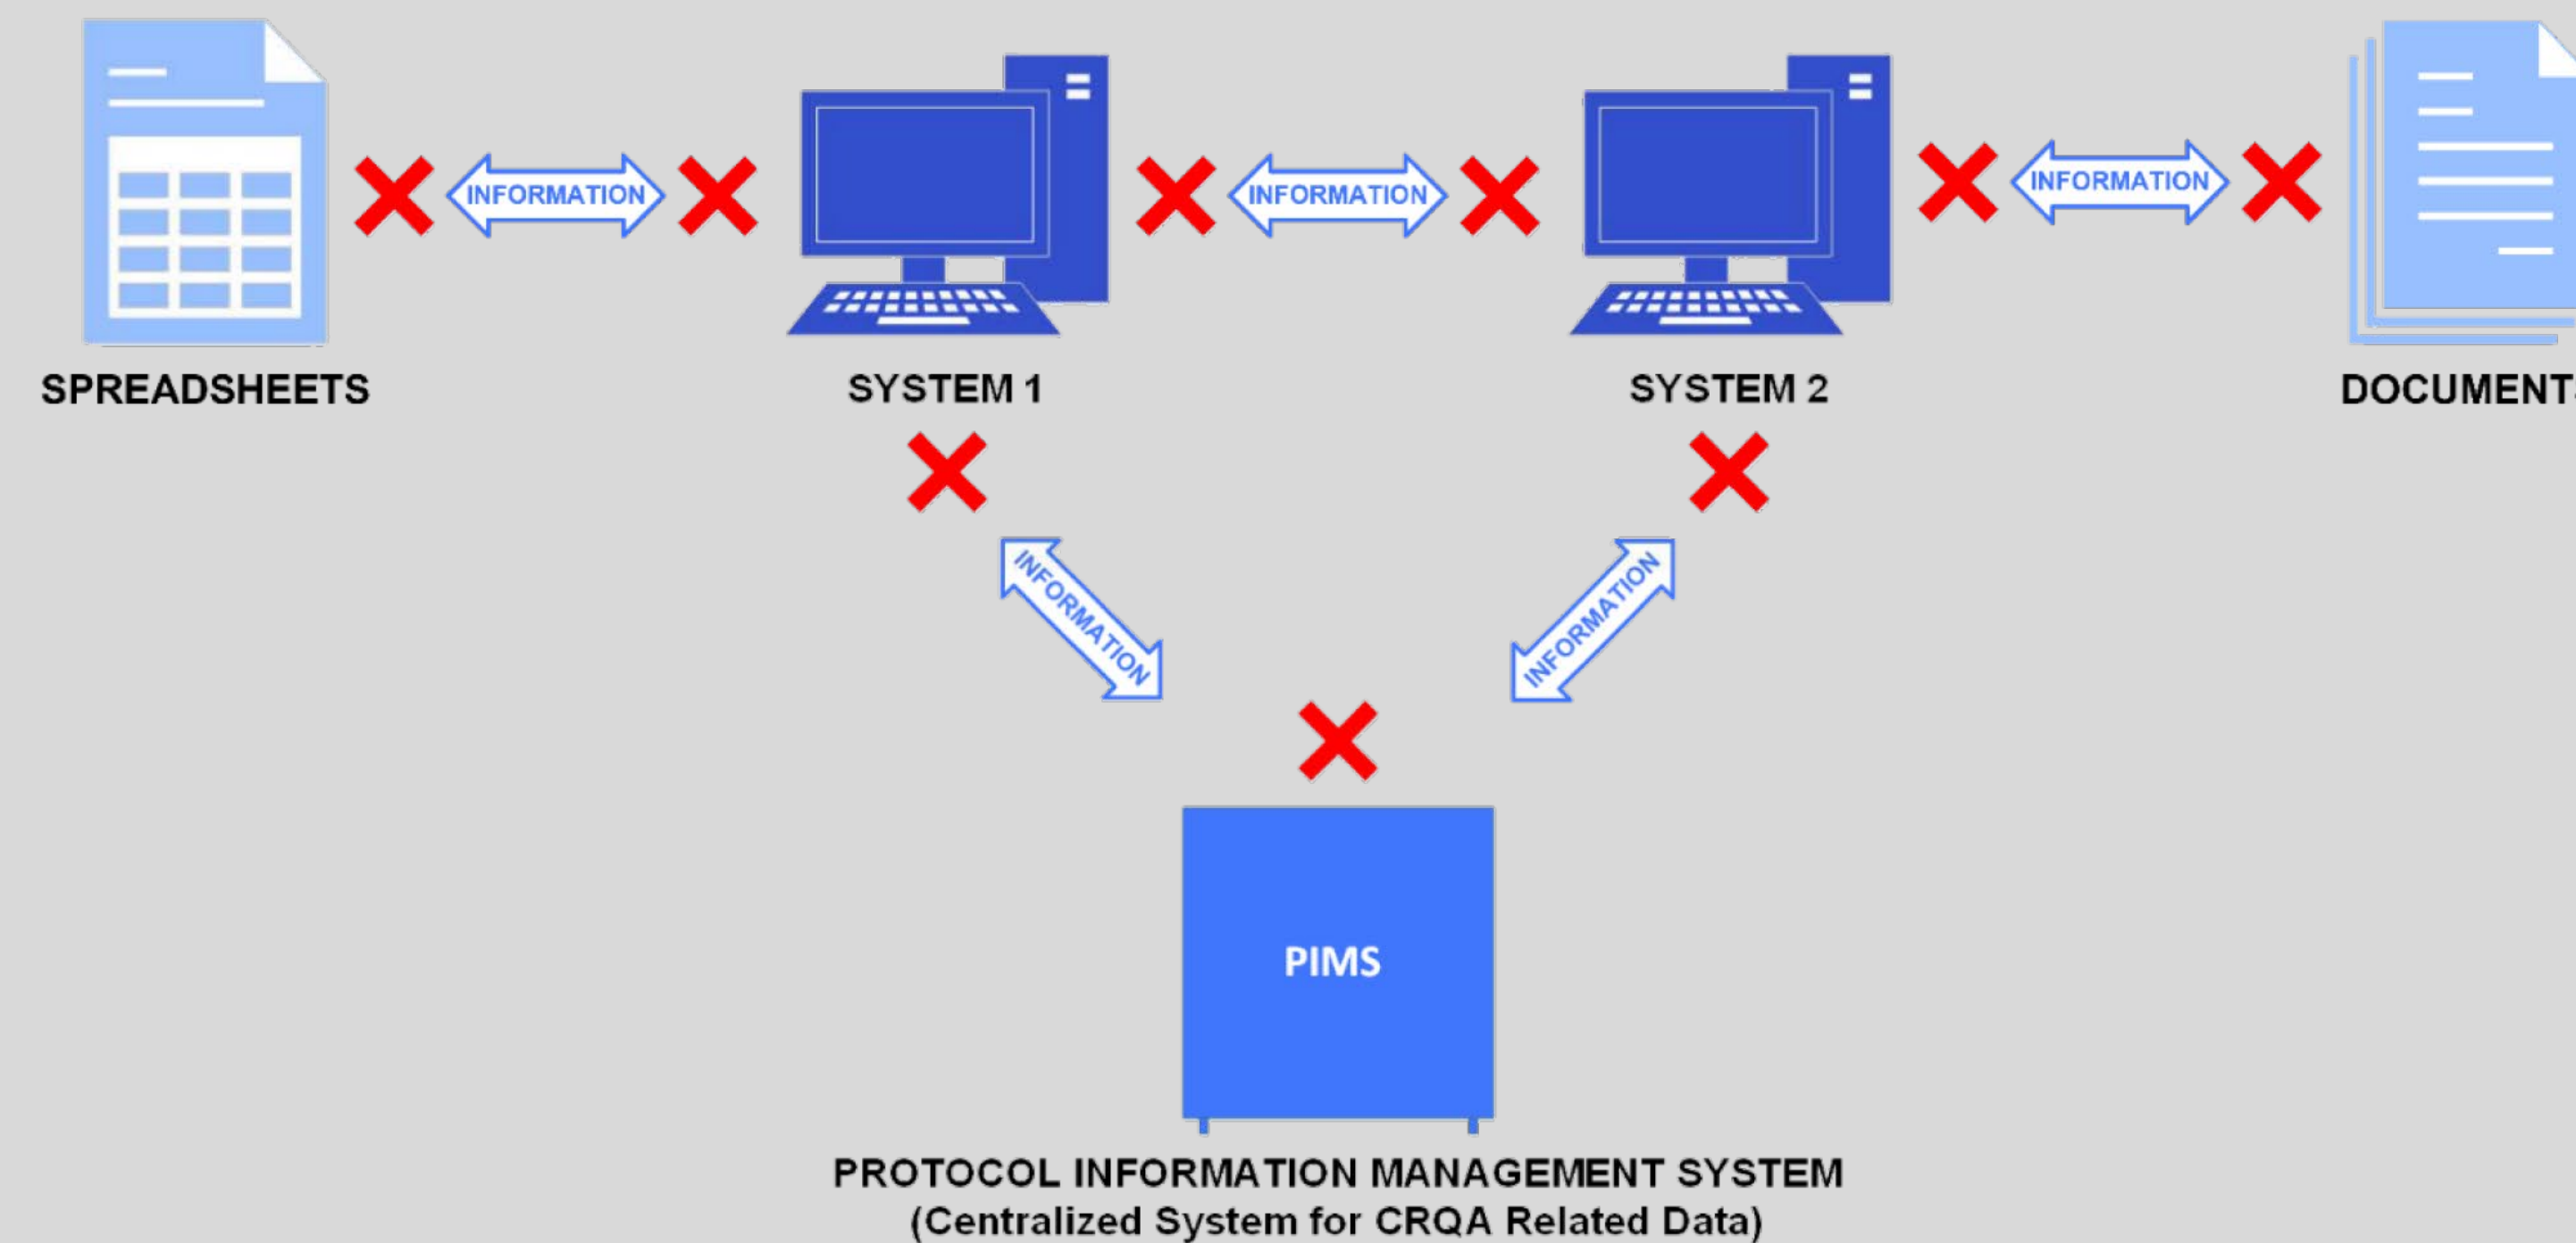 INFORMATION
INFORMATION
INFORMATION
SPREADSHEETS
SYSTEM 1
SYSTEM 2
DOCUMENTS
INFORMATION
INFORMATION
PIMS
PROTOCOL INFORMATION MANAGEMENT SYSTEM
(Centralized System for CRQA Related Data)